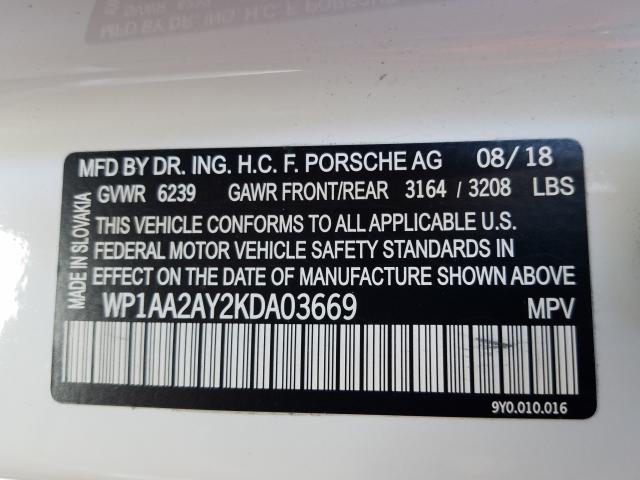 MFD BY DR. ING. H.C. F. PORSCHE AG 08/18
GVWR 6239 GAWR FRONT/REAR 3164 / 3208 LBS
THIS VEHICLE CONFORMS TO ALL APPLICABLE U.S.
FEDERAL MOTOR VEHICLE SAFETY STANDARDS IN
EFFECT ON THE DATE OF MANUFACTURE SHOWN ABOVE
WP1AA2AY2KDA03669 MPV
MADE IN SLOVAKIA
9Y0.010.016